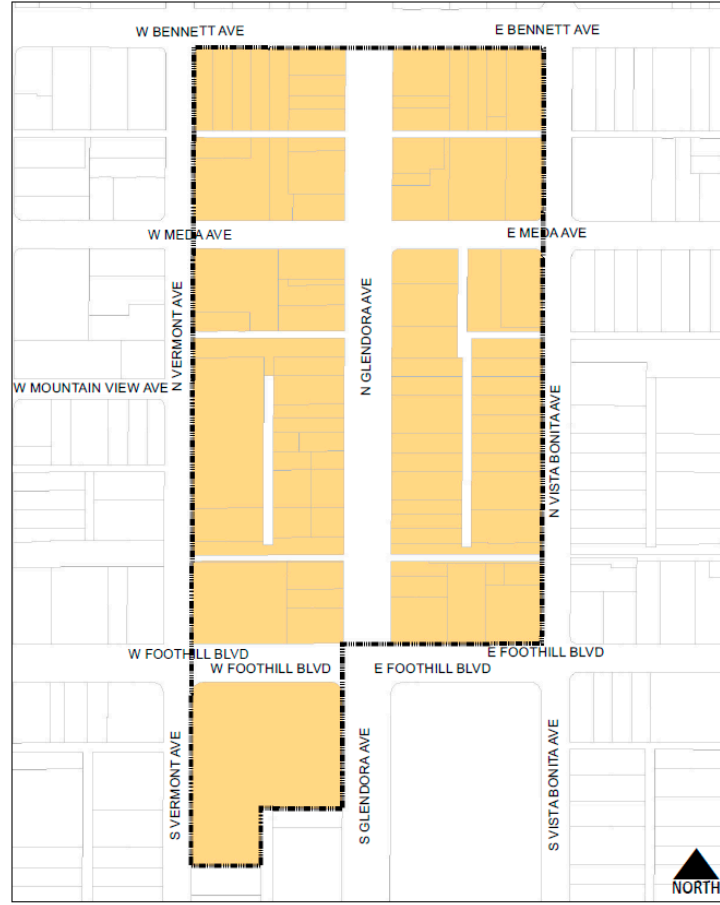 W BENNETT AVE
E BENNETT AVE
W MEDA AVE
E MEDA AVE
N VERMONT AVE
N GLENDORA AVE
W MOUNTAIN VIEW AVE
N VISTA BONITA AVE
W FOOTHILL BLVD
E FOOTHILL BLVD
W FOOTHILL BLVD
E FOOTHILL BLVD
S VERMONT AVE
S GLENDORA AVE
S VISTA BONITA AVE
NORTH